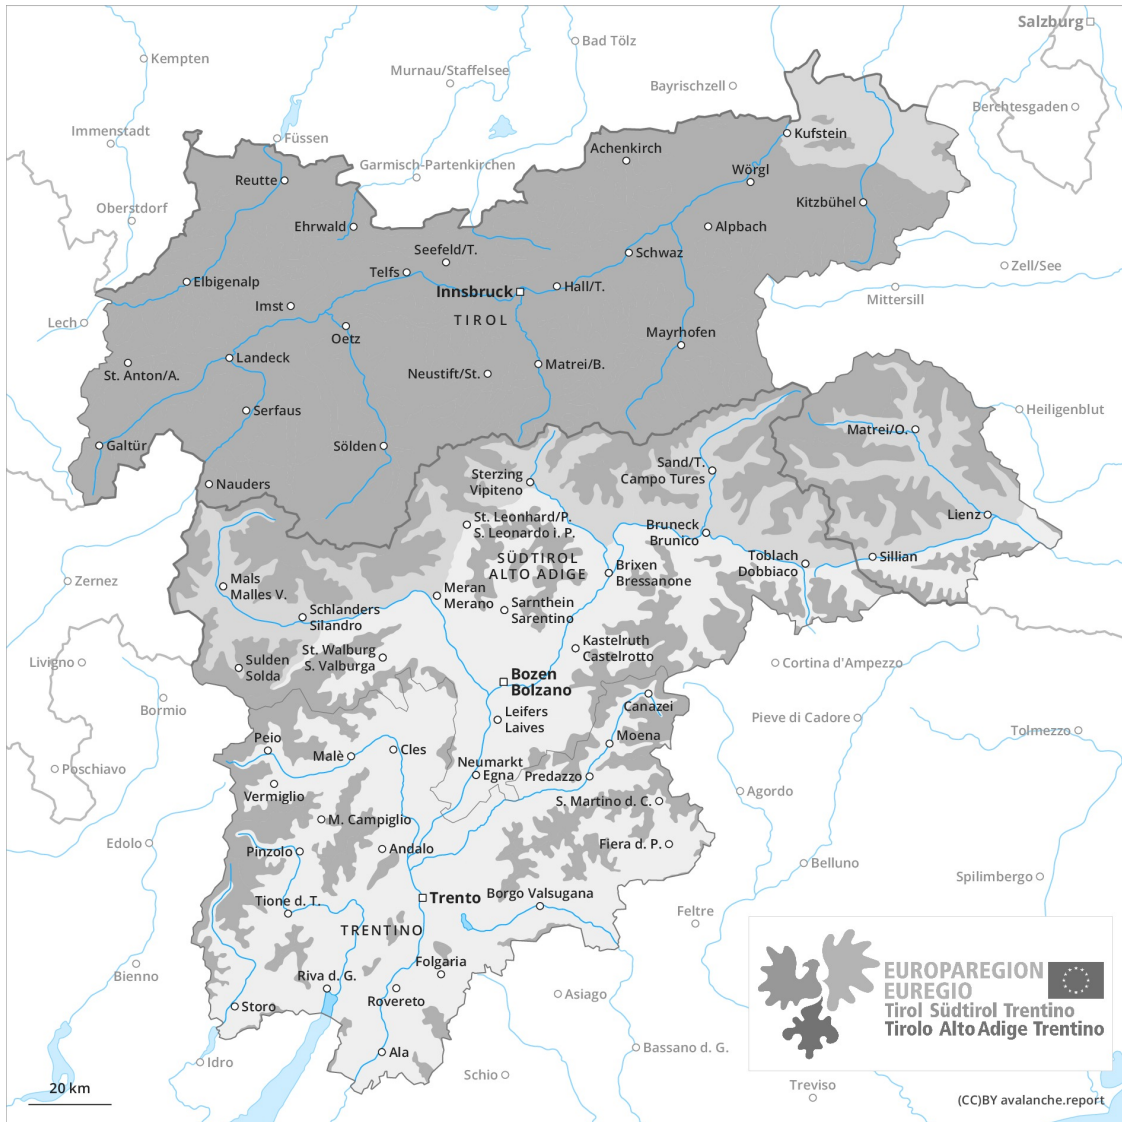 Salzburg
Bad Tölz
Kempten
Murnau/Staffelsee
Bayrischzell
Berchtesgaden
Immenstadt
Füssen
Kufstein
Achenkirch
Garmisch-Partenkirchen
Wörgl
Reutte
Oberstdorf
Kitzbühel
Ehrwald
Alpbach
Seefeld/T.
Schwaz
Telfs
Zell/See
Elbigenalp
Hall/T.
Innsbruck
Mittersill
Imst
TIROL
Lech
Oetz
Mayrhofen
Landeck
Matrei/B.
St. Anton/A.
Neustift/St.
Serfaus
Heiligenblut
Matrei/O.
Galtür
Sölden
Sterzing
Vipiteno
Sand/T.
Campo Tures
Nauders
St. Leonhard/P.
S. Leonardo i. P.
Lienz
Bruneck
Brunico
SÜDTIROL
ALTO ADIGE
Toblach
Dobbiaco
Sillian
Brixen
Bressanone
Zernez
Mals
Malles V.
Meran
Merano
Sarnthein
Sarentino
Schlanders
Silandro
Kastelruth
Castelrotto
St. Walburg
S. Valburga
Livigno
Sulden
Solda
Cortina d'Ampezzo
Bozen
Bolzano
Bormio
Canazei
Leifers
Laives
Pieve di Cadore
Tolmezzo
Peio
Moena
Malè
Cles
Neumarkt
Egna
Predazzo
Poschiavo
Vermiglio
Agordo
S. Martino d. C.
M. Campiglio
Edolo
Pinzolo
Andalo
Fiera d. P.
Belluno
Spilimbergo
Tione d. T.
Trento
Borgo Valsugana
Feltre
TRENTINO
Folgaria
Bienno
Riva d. G.
Rovereto
Asiago
Storo
EUROPAREGION
EUREGIO
Tirol Südtirol Trentino
Tirolo Alto Adige Trentino
Ala
Bassano d. G.
Idro
Schio
Treviso
20 km
(CC)BY avalanche.report